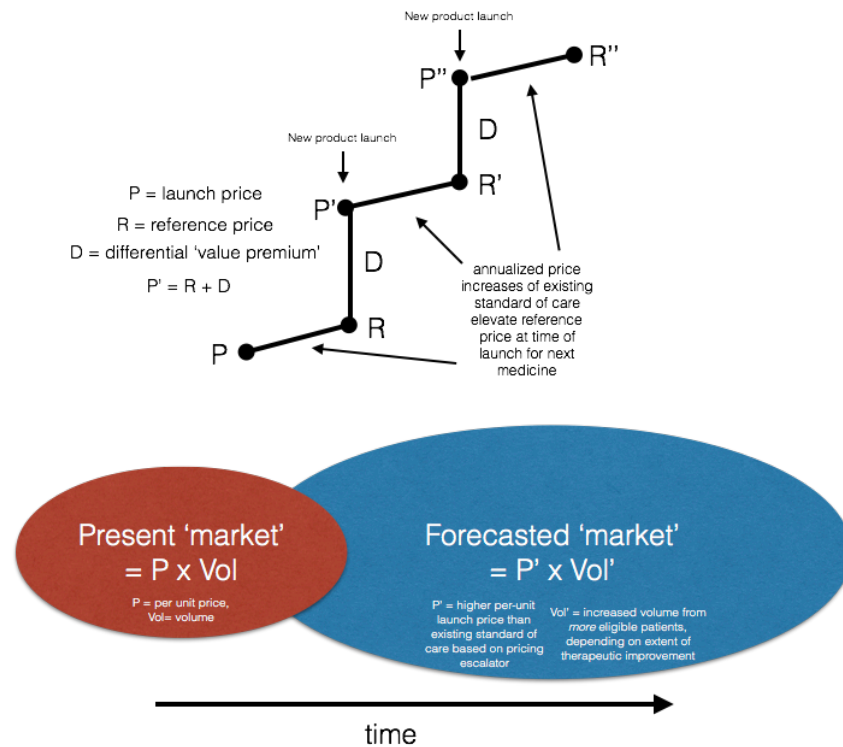 New product launch
P''
R''
D
New product launch
P'
R'
P = launch price
R = reference price
D = differential ‘value premium’
P' = R + D
D
annualized price
increases of existing
standard of care
elevate reference
price at time of
launch for next
medicine
P
R
Present ‘market’
= P x Vol
P = per unit price,
Vol= volume
Forecasted ‘market’
= P' x Vol'
P' = higher per-unit
launch price than
existing standard of
care based on pricing
escalator
Vol' = increased volume from
more eligible patients,
depending on extent of
therapeutic improvement
time